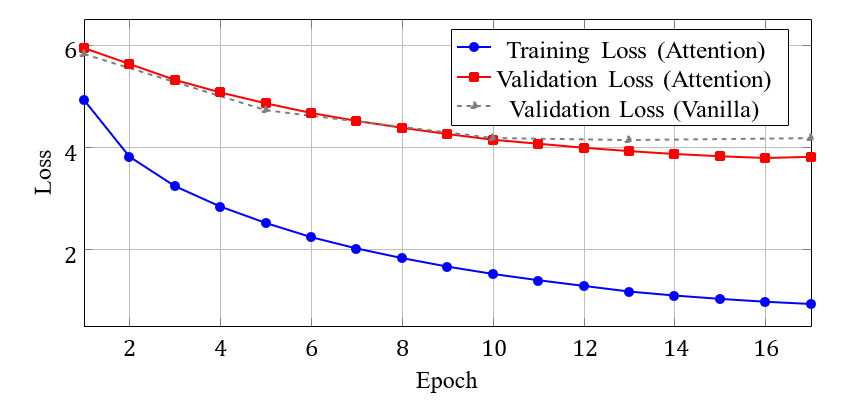 6
4
2
Loss
Training Loss (Attention)
Validation Loss (Attention)
Validation Loss (Vanilla)
2 4 6 8 10 12 14 16
Epoch